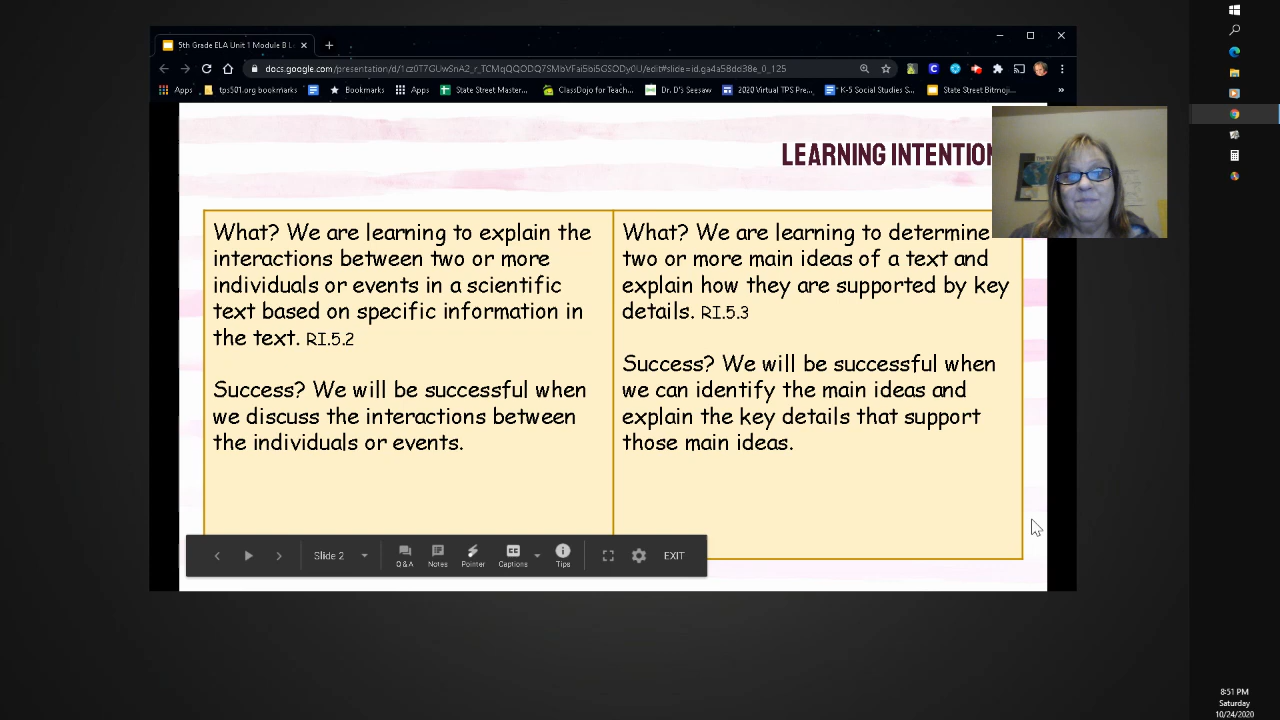 5th Grade ELA Unit 1 Module B L
docs.google.com/presentation/d/1cz0T7GUwSnA2_r_TCMqQQODQ7SMbVFai5bi5GSODy0U/edit#slide=id.ga4a58dd38e_0_125
Apps tps501.org bookmarks Bookmarks Apps State Street Master... ClassDojo for Teach... Dr. D's Seesaw 2020 Virtual TPS Pre... K-5 Social Studies S... State Street Bitmoji... »
LEARNING INTENTION
What? We are learning to explain the
interactions between two or more
individuals or events in a scientific
text based on specific information in
the text. RI.5.2
Success? We will be successful when
we discuss the interactions between
the individuals or events.
What? We are learning to determine
two or more main ideas of a text and
explain how they are supported by key
details. RI.5.3
Success? We will be successful when
we can identify the main ideas and
explain the key details that support
those main ideas.
Slide 2
Q&A Notes Pointer Captions Tips
EXIT
8:51 PM
Saturday
10/24/2020